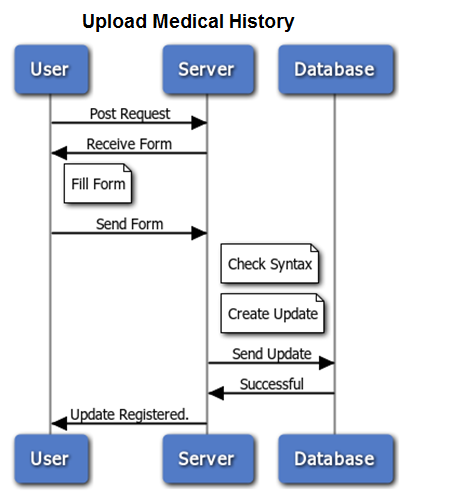 Upload Medical History
User
Server
Database
Post Request
Receive Form
Fill Form
Send Form
Check Syntax
Create Update
Send Update
Successful
Update Registered.
User
Server
Database